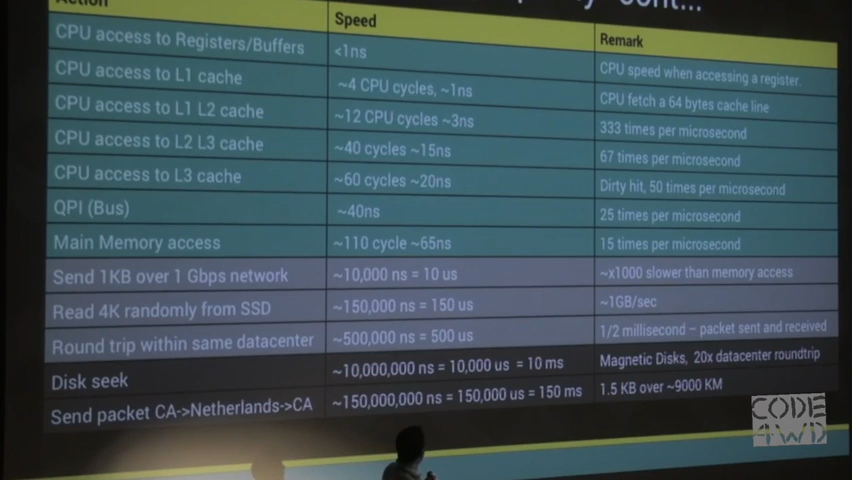 cont...
Action Speed Remark
CPU access to Registers/Buffers <1ns CPU speed when accessing a register.
CPU access to L1 cache ~4 CPU cycles, ~1ns CPU fetch a 64 bytes cache line
CPU access to L1 L2 cache ~12 CPU cycles ~3ns 333 times per microsecond
CPU access to L2 L3 cache ~40 cycles ~15ns 67 times per microsecond
CPU access to L3 cache ~60 cycles ~20ns Dirty hit, 50 times per microsecond
QPI (Bus) ~40ns 25 times per microsecond
Main Memory access ~110 cycle ~65ns 15 times per microsecond
Send 1KB over 1 Gbps network ~10,000 ns = 10 us ~x1000 slower than memory access
Read 4K randomly from SSD ~150,000 ns = 150 us ~1GB/sec
Round trip within same datacenter ~500,000 ns = 500 us 1/2 millisecond – packet sent and received
Disk seek ~10,000,000 ns = 10,000 us = 10 ms Magnetic Disks, 20x datacenter roundtrip
Send packet CA->Netherlands->CA ~150,000,000 ns = 150,000 us = 150 ms 1.5 KB over ~9000 KM
CODE
4WD